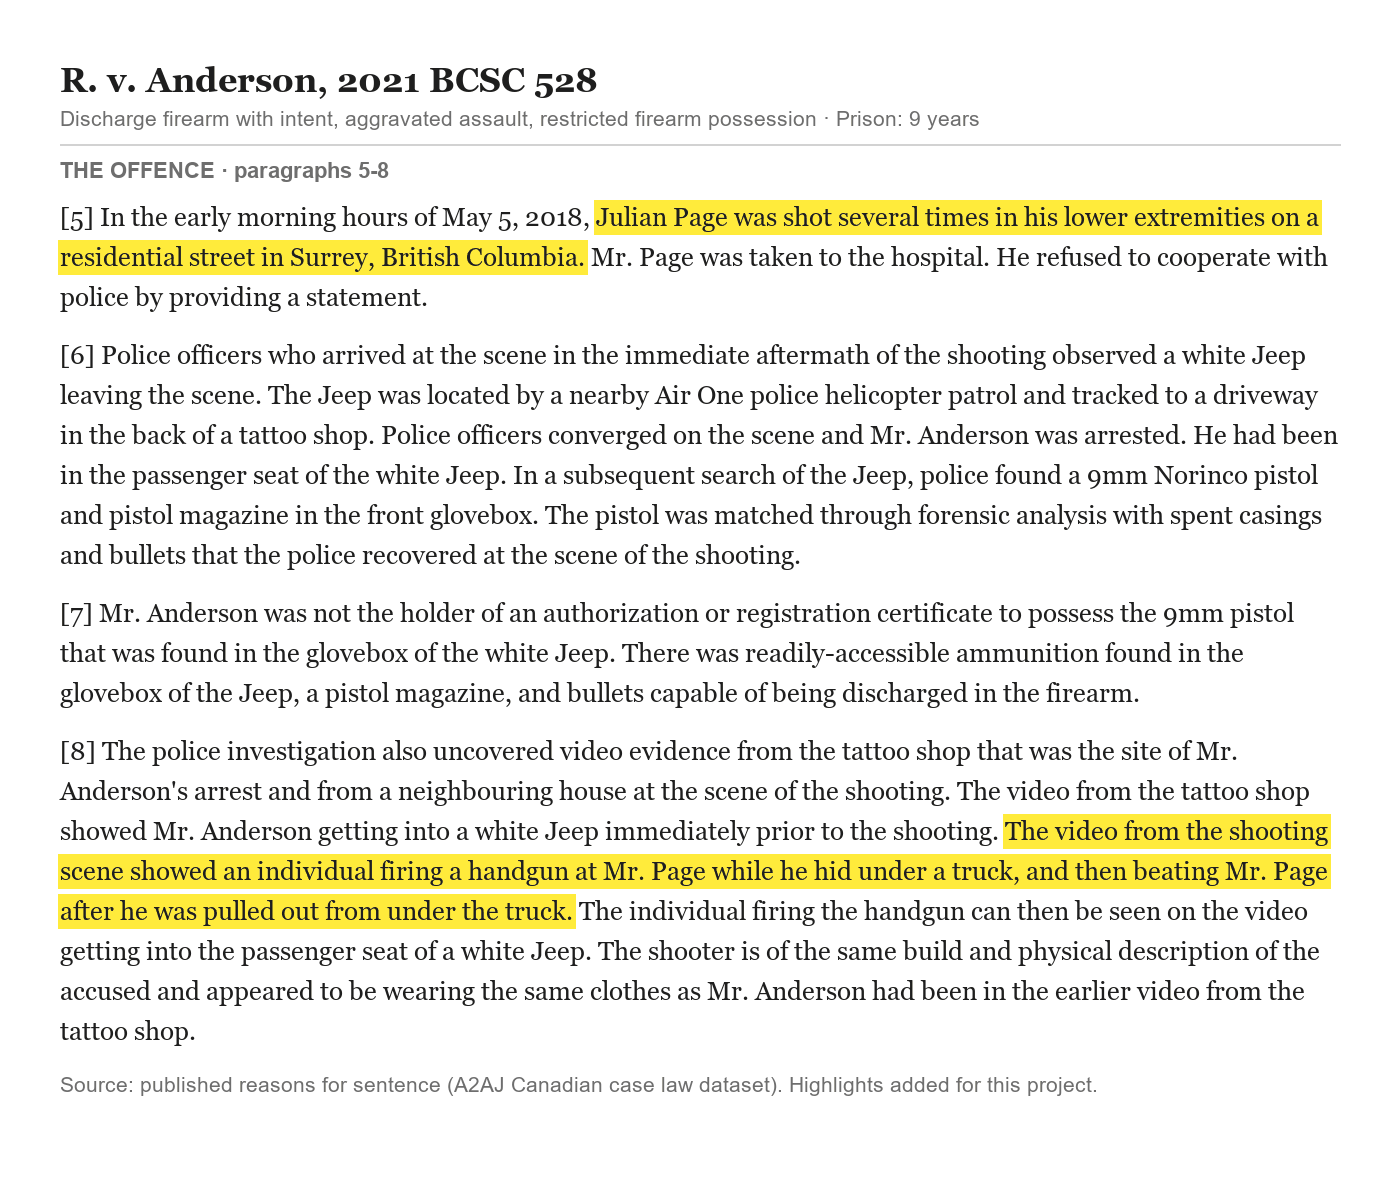 R. v. Anderson, 2021 BCSC 528
Discharge firearm with intent, aggravated assault, restricted firearm possession · Prison: 9 years
THE OFFENCE · paragraphs 5-8
[5] In the early morning hours of May 5, 2018, Julian Page was shot several times in his lower extremities on a
residential street in Surrey, British Columbia. Mr. Page was taken to the hospital. He refused to cooperate with
police by providing a statement.
[6] Police officers who arrived at the scene in the immediate aftermath of the shooting observed a white Jeep
leaving the scene. The Jeep was located by a nearby Air One police helicopter patrol and tracked to a driveway
in the back of a tattoo shop. Police officers converged on the scene and Mr. Anderson was arrested. He had been
in the passenger seat of the white Jeep. In a subsequent search of the Jeep, police found a 9mm Norinco pistol
and pistol magazine in the front glovebox. The pistol was matched through forensic analysis with spent casings
and bullets that the police recovered at the scene of the shooting.
[7] Mr. Anderson was not the holder of an authorization or registration certificate to possess the 9mm pistol
that was found in the glovebox of the white Jeep. There was readily-accessible ammunition found in the
glovebox of the Jeep, a pistol magazine, and bullets capable of being discharged in the firearm.
[8] The police investigation also uncovered video evidence from the tattoo shop that was the site of Mr.
Anderson's arrest and from a neighbouring house at the scene of the shooting. The video from the tattoo shop
showed Mr. Anderson getting into a white Jeep immediately prior to the shooting. The video from the shooting
scene showed an individual firing a handgun at Mr. Page while he hid under a truck, and then beating Mr. Page
after he was pulled out from under the truck. The individual firing the handgun can then be seen on the video
getting into the passenger seat of a white Jeep. The shooter is of the same build and physical description of the
accused and appeared to be wearing the same clothes as Mr. Anderson had been in the earlier video from the
tattoo shop.
Source: published reasons for sentence (A2AJ Canadian case law dataset). Highlights added for this project.